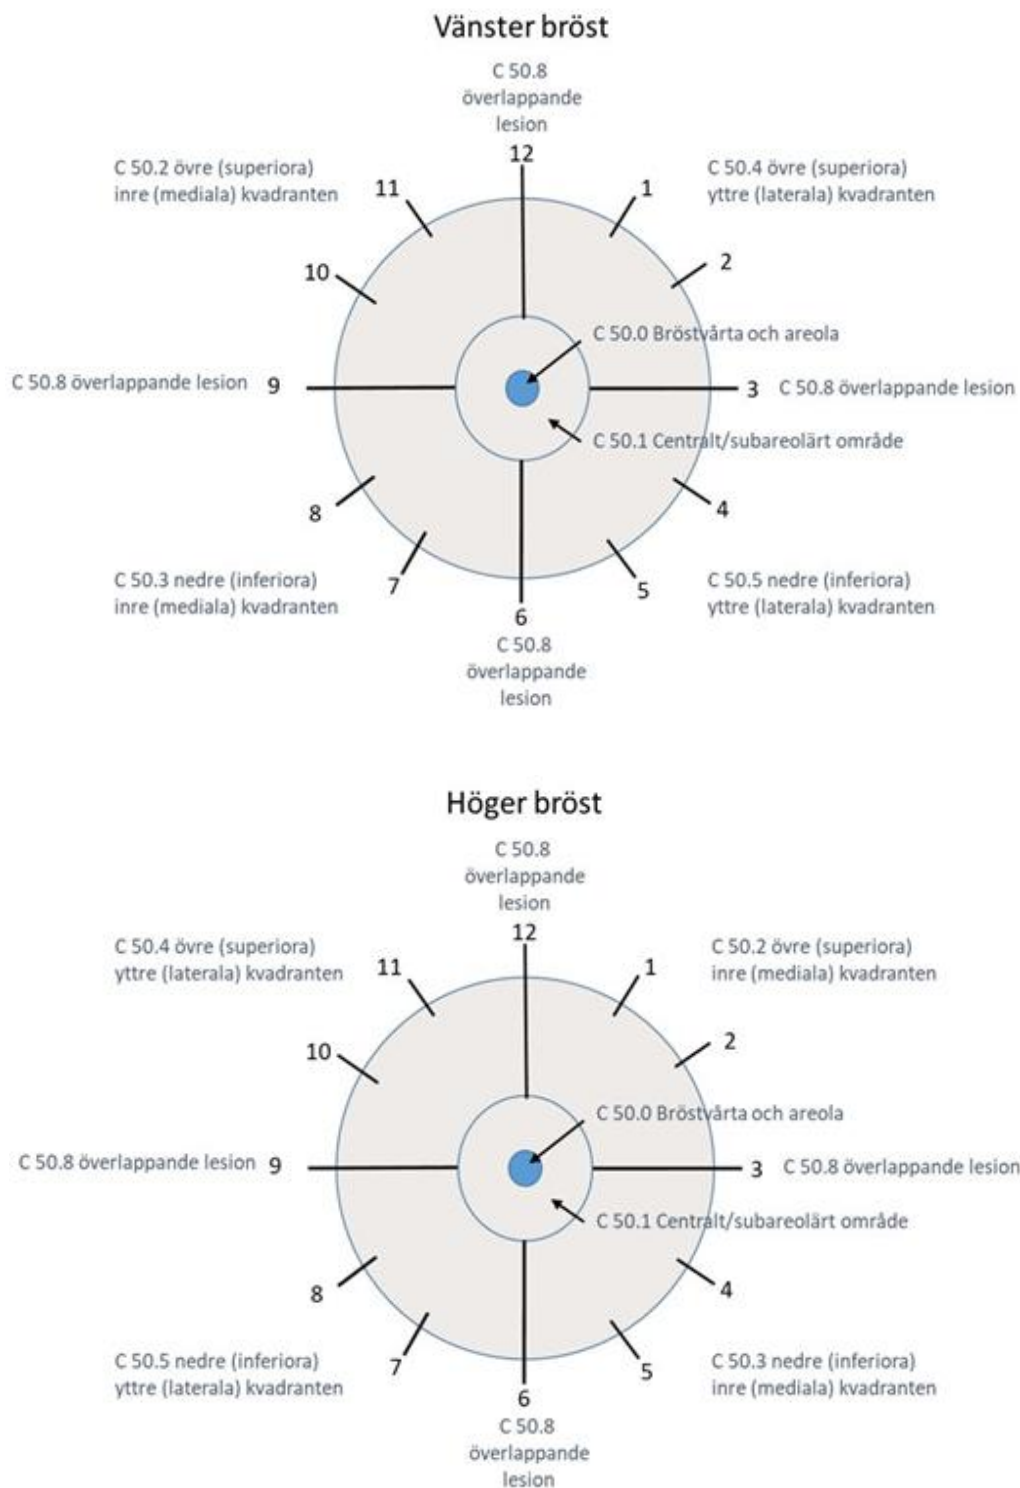 Vänster bröst
C 50.8
överlappande
lesion
12
C 50.2 övre (superiora)
inre (mediala) kvadranten
11
1
C 50.4 övre (superiora)
yttre (laterala) kvadranten
10
2
C 50.0 Bröstvårta och areola
C 50.8 överlappande lesion 9
3 C 50.8 överlappande lesion
C 50.1 Centralt/subareolärt område
8
4
C 50.3 nedre (inferiora)
inre (mediala) kvadranten
7
5
C 50.5 nedre (inferiora)
yttre (laterala) kvadranten
6
C 50.8
överlappande
lesion
Höger bröst
C 50.8
överlappande
lesion
12
C 50.4 övre (superiora)
yttre (laterala) kvadranten
11
1
C 50.2 övre (superiora)
inre (mediala) kvadranten
10
2
C 50.0 Bröstvårta och areola
C 50.8 överlappande lesion 9
3 C 50.8 överlappande lesion
C 50.1 Centralt/subareolärt område
8
4
C 50.5 nedre (inferiora)
yttre (laterala) kvadranten
7
5
C 50.3 nedre (inferiora)
inre (mediala) kvadranten
6
C 50.8
överlappande
lesion